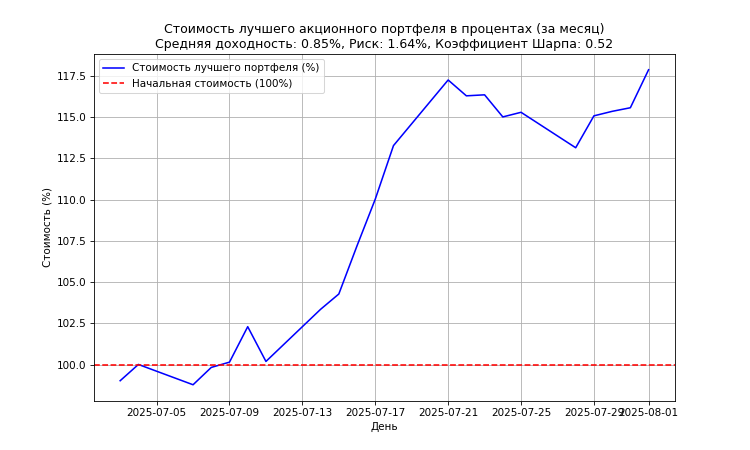 Стоимость лучшего акционного портфеля в процентах (за месяц)
Средняя доходность: 0.85%, Риск: 1.64%, Коэффициент Шарпа: 0.52
Стоимость лучшего портфеля (%)
Начальная стоимость (100%)
Стоимость (%)
117.5
115.0
112.5
110.0
107.5
105.0
102.5
100.0
2025-07-05 2025-07-09 2025-07-13 2025-07-17 2025-07-21 2025-07-25 2025-07-29 2025-08-01
День